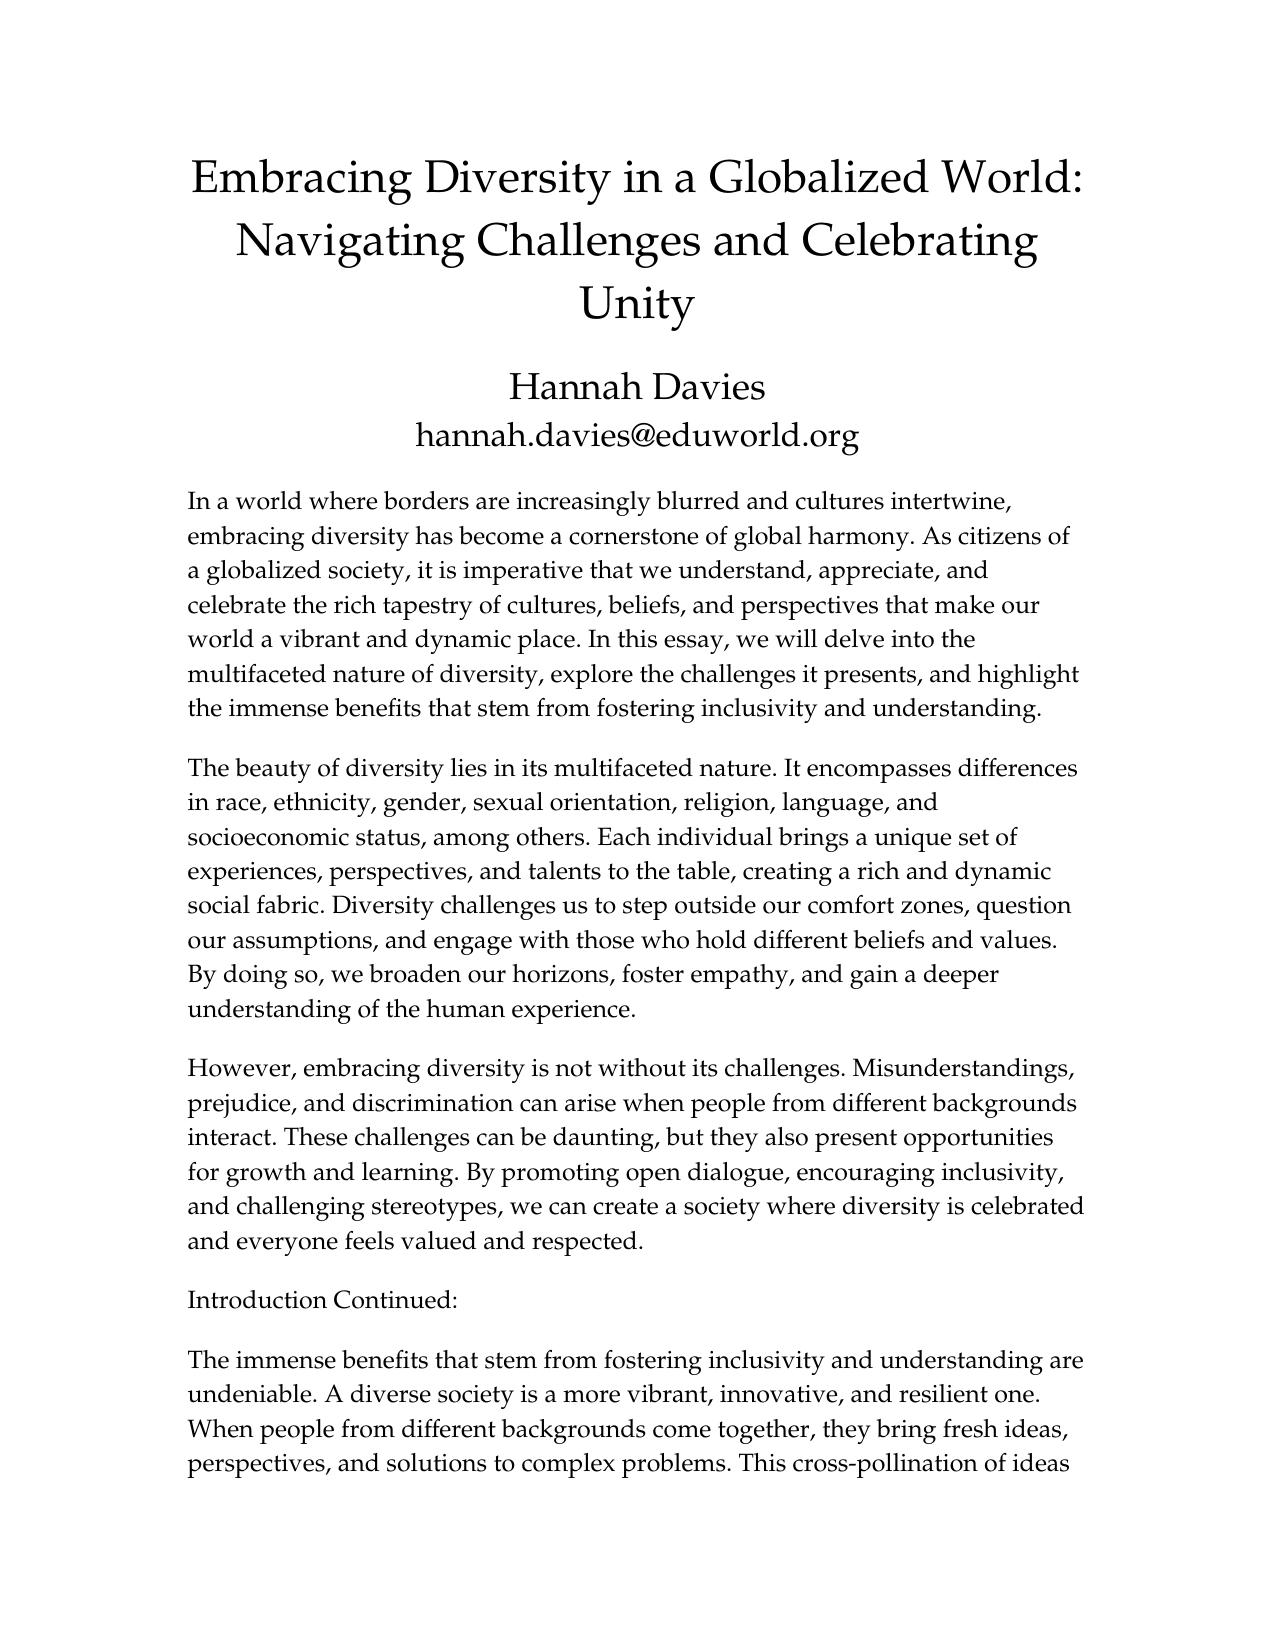 Embracing Diversity in a Globalized World:
Navigating Challenges and Celebrating
Unity
Hannah Davies
hannah.davies@eduworld.org
In a world where borders are increasingly blurred and cultures intertwine,
embracing diversity has become a cornerstone of global harmony. As citizens of
a globalized society, it is imperative that we understand, appreciate, and
celebrate the rich tapestry of cultures, beliefs, and perspectives that make our
world a vibrant and dynamic place. In this essay, we will delve into the
multifaceted nature of diversity, explore the challenges it presents, and highlight
the immense benefits that stem from fostering inclusivity and understanding.
The beauty of diversity lies in its multifaceted nature. It encompasses differences
in race, ethnicity, gender, sexual orientation, religion, language, and
socioeconomic status, among others. Each individual brings a unique set of
experiences, perspectives, and talents to the table, creating a rich and dynamic
social fabric. Diversity challenges us to step outside our comfort zones, question
our assumptions, and engage with those who hold different beliefs and values.
By doing so, we broaden our horizons, foster empathy, and gain a deeper
understanding of the human experience.
However, embracing diversity is not without its challenges. Misunderstandings,
prejudice, and discrimination can arise when people from different backgrounds
interact. These challenges can be daunting, but they also present opportunities
for growth and learning. By promoting open dialogue, encouraging inclusivity,
and challenging stereotypes, we can create a society where diversity is celebrated
and everyone feels valued and respected.
Introduction Continued:
The immense benefits that stem from fostering inclusivity and understanding are
undeniable. A diverse society is a more vibrant, innovative, and resilient one.
When people from different backgrounds come together, they bring fresh ideas,
perspectives, and solutions to complex problems. This cross-pollination of ideas